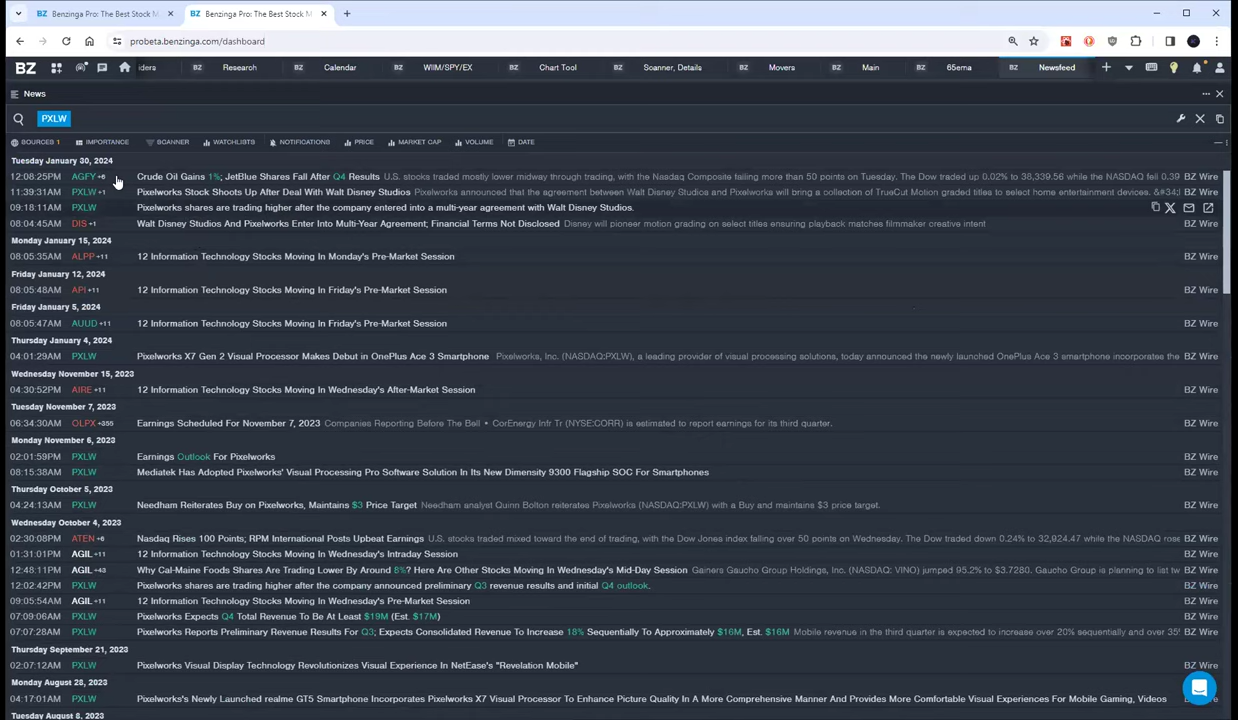 Benzinga Pro: The Best Stock M
Benzinga Pro: The Best Stock M
probeta.benzinga.com/dashboard
BZ
iders
BZ Research
BZ Calendar
BZ WIIM/SPY/EX
BZ Chart Tool
BZ Scanner, Details
BZ Movers
BZ Main
BZ 65ema
BZ Newsfeed
News
PXLW
SOURCES 1 IMPORTANCE SCANNER WATCHLISTS NOTIFICATIONS PRICE MARKET CAP VOLUME DATE
Tuesday January 30, 2024
12:08:25PM AGFY +6 Crude Oil Gains 1%; JetBlue Shares Fall After Q4 Results U.S. stocks traded mostly lower midway through trading, with the Nasdaq Composite falling more than 50 points on Tuesday. The Dow traded up 0.02% to 38,339.56 while the NASDAQ fell 0.39 BZ Wire
11:39:31AM PXLW +1 Pixelworks Stock Shoots Up After Deal With Walt Disney Studios Pixelworks announced that the agreement between Walt Disney Studios and Pixelworks will bring a collection of TrueCut Motion graded titles to select home entertainment devices. &#34;I BZ Wire
09:18:11AM PXLW Pixelworks shares are trading higher after the company entered into a multi-year agreement with Walt Disney Studios.
08:04:45AM DIS +1 Walt Disney Studios And Pixelworks Enter Into Multi-Year Agreement; Financial Terms Not Disclosed Disney will pioneer motion grading on select titles ensuring playback matches filmmaker creative intent BZ Wire
Monday January 15, 2024
08:05:35AM ALPP +11 12 Information Technology Stocks Moving In Monday's Pre-Market Session BZ Wire
Friday January 12, 2024
08:05:48AM API +11 12 Information Technology Stocks Moving In Friday's Pre-Market Session BZ Wire
Friday January 5, 2024
08:05:47AM AUUD +11 12 Information Technology Stocks Moving In Friday's Pre-Market Session BZ Wire
Thursday January 4, 2024
04:01:29AM PXLW Pixelworks X7 Gen 2 Visual Processor Makes Debut in OnePlus Ace 3 Smartphone Pixelworks, Inc. (NASDAQ:PXLW), a leading provider of visual processing solutions, today announced the newly launched OnePlus Ace 3 smartphone incorporates the BZ Wire
Wednesday November 15, 2023
04:30:52PM AIRE +11 12 Information Technology Stocks Moving In Wednesday's After-Market Session BZ Wire
Tuesday November 7, 2023
06:34:30AM OLPX +355 Earnings Scheduled For November 7, 2023 Companies Reporting Before The Bell • CorEnergy Infr Tr (NYSE:CORR) is estimated to report earnings for its third quarter. BZ Wire
Monday November 6, 2023
02:01:59PM PXLW Earnings Outlook For Pixelworks BZ Wire
08:15:38AM PXLW Mediatek Has Adopted Pixelworks' Visual Processing Pro Software Solution In Its New Dimensity 9300 Flagship SOC For Smartphones BZ Wire
Thursday October 5, 2023
04:24:13AM PXLW Needham Reiterates Buy on Pixelworks, Maintains $3 Price Target Needham analyst Quinn Bolton reiterates Pixelworks (NASDAQ:PXLW) with a Buy and maintains $3 price target. BZ Wire
Wednesday October 4, 2023
02:30:08PM ATEN +6 Nasdaq Rises 100 Points; RPM International Posts Upbeat Earnings U.S. stocks traded mixed toward the end of trading, with the Dow Jones index falling over 50 points on Wednesday. The Dow traded down 0.24% to 32,924.47 while the NASDAQ rose BZ Wire
01:31:01PM AGIL +11 12 Information Technology Stocks Moving In Wednesday's Intraday Session BZ Wire
12:48:11PM AGIL +43 Why Cal-Maine Foods Shares Are Trading Lower By Around 8%? Here Are Other Stocks Moving In Wednesday's Mid-Day Session Gainers Gaucho Group Holdings, Inc. (NASDAQ: VINO) jumped 95.2% to $3.7280. Gaucho Group is planning to list tw BZ Wire
12:02:42PM PXLW Pixelworks shares are trading higher after the company announced preliminary Q3 revenue results and initial Q4 outlook. BZ Wire
09:05:54AM AGIL +11 12 Information Technology Stocks Moving In Wednesday's Pre-Market Session BZ Wire
07:09:06AM PXLW Pixelworks Expects Q4 Total Revenue To Be At Least $19M (Est. $17M) BZ Wire
07:07:28AM PXLW Pixelworks Reports Preliminary Revenue Results For Q3; Expects Consolidated Revenue To Increase 18% Sequentially To Approximately $16M, Est. $16M Mobile revenue in the third quarter is expected to increase over 20% sequentially and over 35 BZ Wire
Thursday September 21, 2023
02:07:12AM PXLW Pixelworks Visual Display Technology Revolutionizes Visual Experience In NetEase's "Revelation Mobile" BZ Wire
Monday August 28, 2023
04:17:01AM PXLW Pixelworks's Newly Launched realme GT5 Smartphone Incorporates Pixelworks X7 Visual Processor To Enhance Picture Quality In A More Comprehensive Manner And Provides More Comfortable Visual Experiences For Mobile Gaming, Videos
Tuesday August 8, 2023